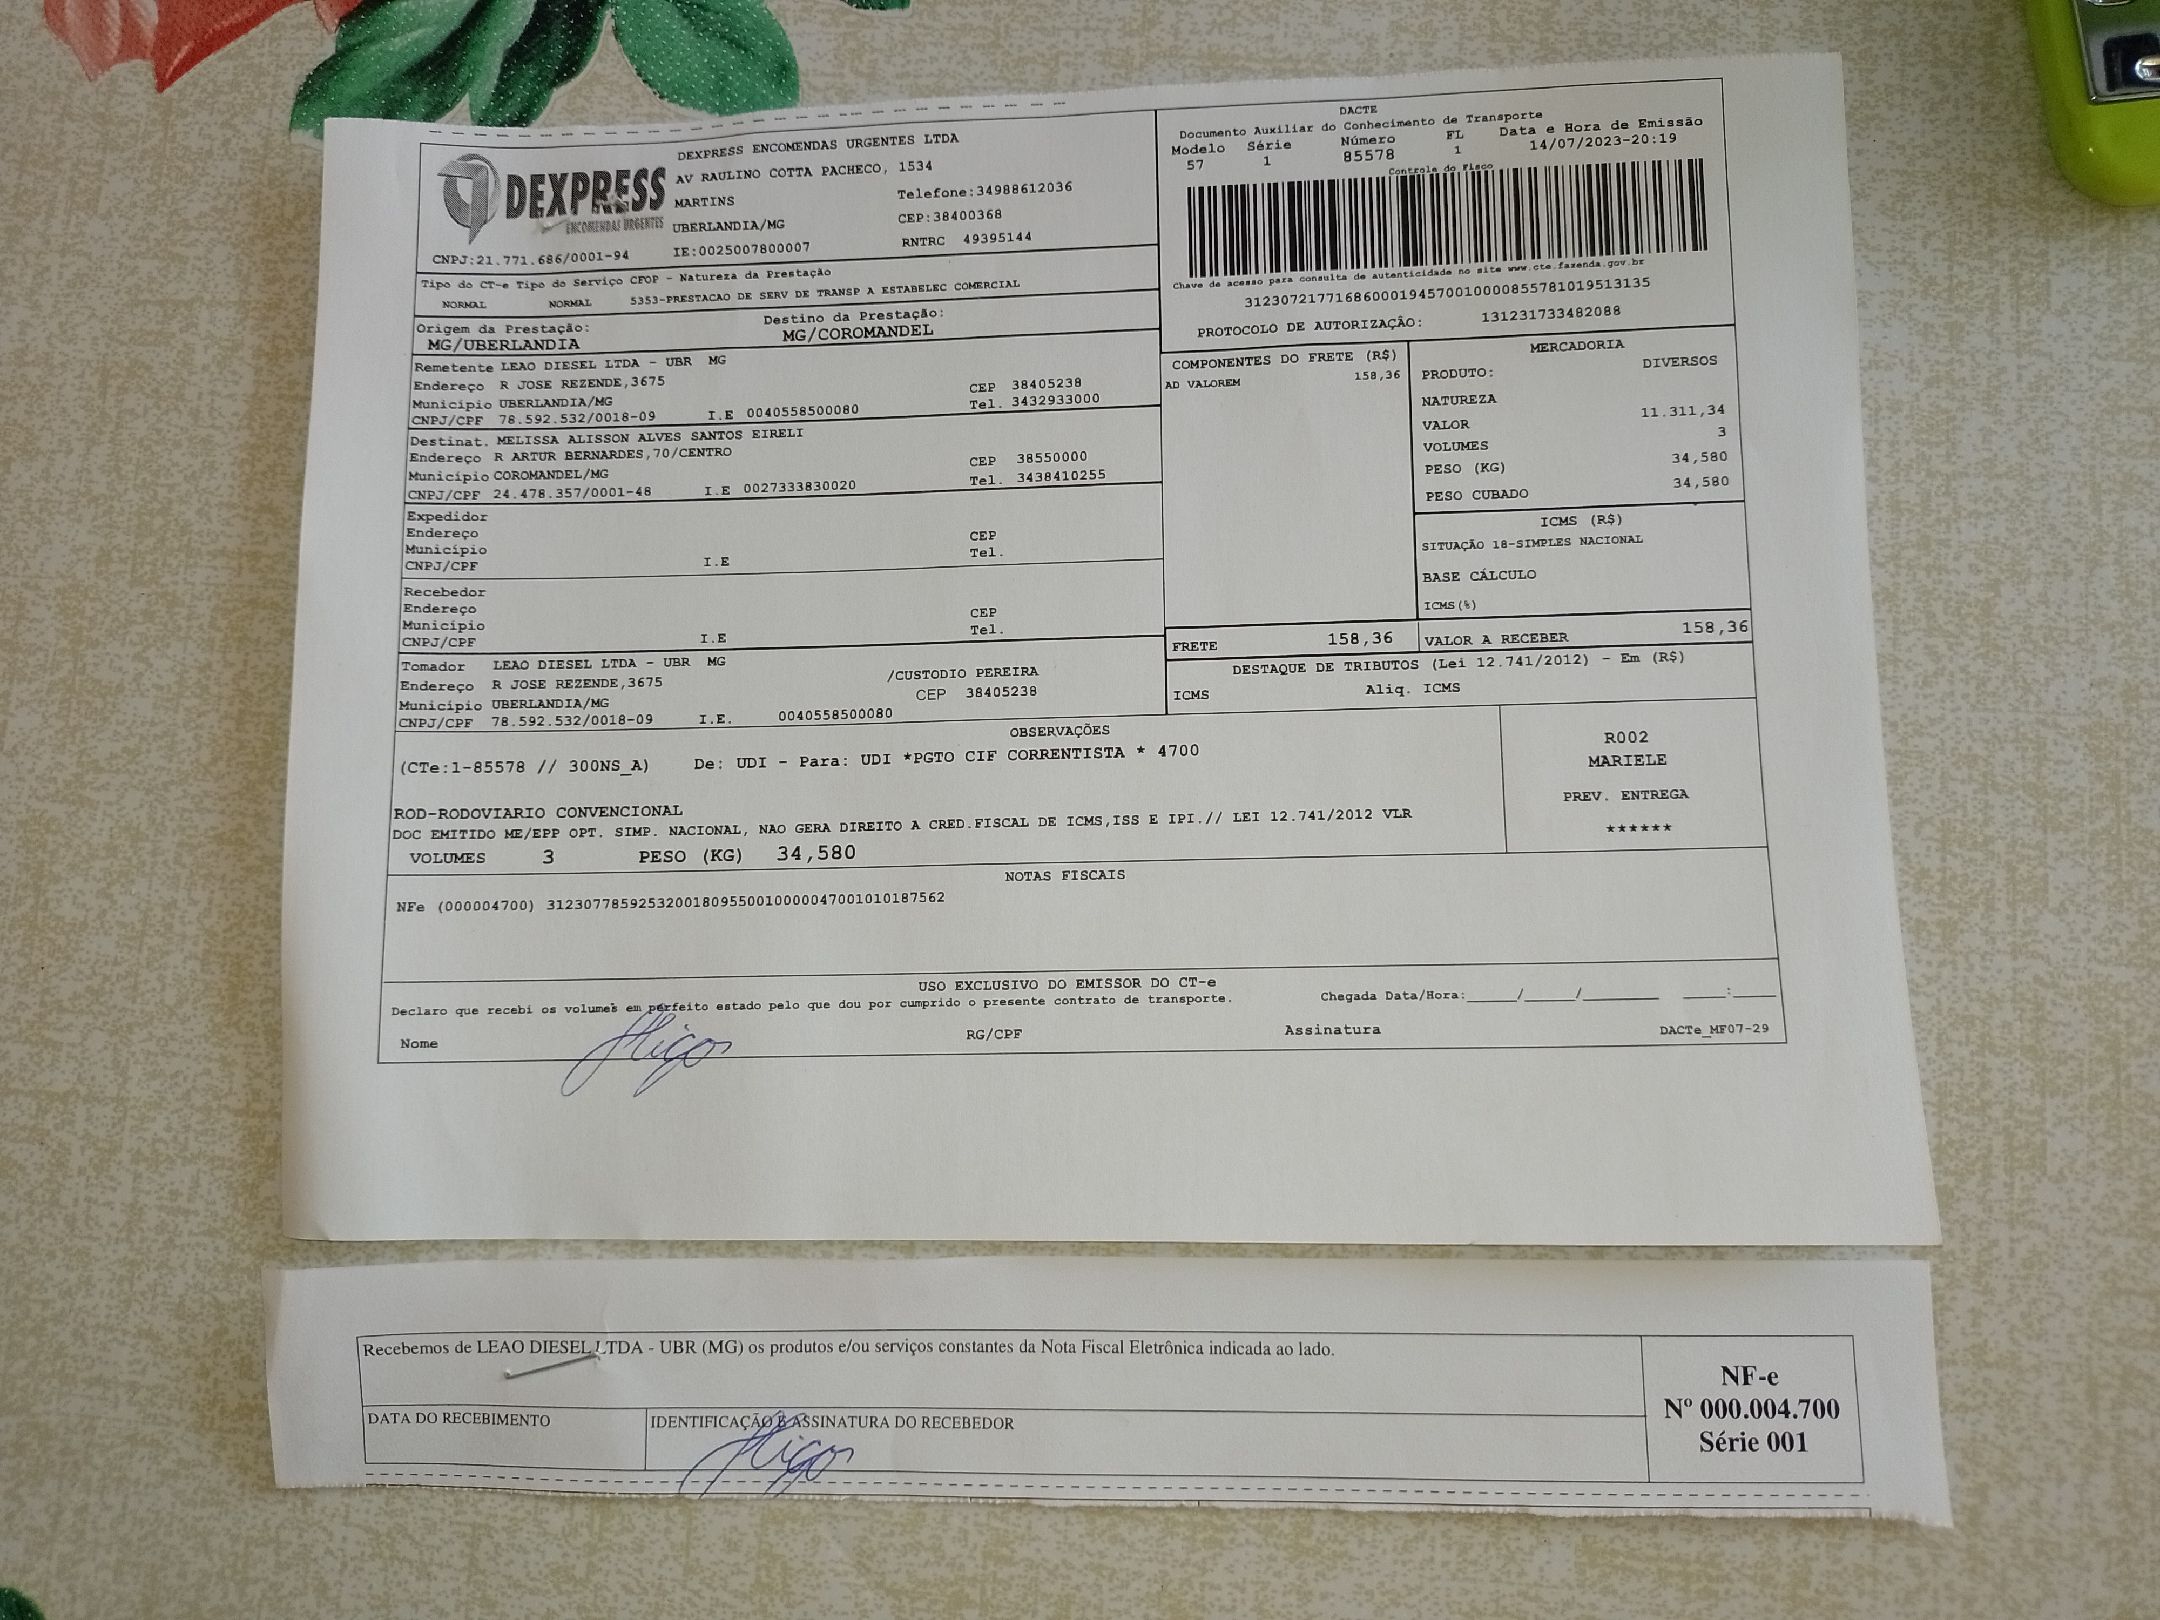 DEXPRESS
ENCOMENDAS URGENTES
DEXPRESS ENCOMENDAS URGENTES LTDA
AV RAULINO COTTA PACHECO, 1534
MARTINS Telefone:34988612036
UBERLANDIA/MG CEP:38400368
CNPJ:21.771.686/0001-94 IE:0025007800007 RNTRC 49395144
DACTE
Documento Auxiliar do Conhecimento de Transporte
Modelo Série Número FL Data e Hora de Emissão
57 1 85578 1 14/07/2023-20:19
Controle do Fisco
Chave de acesso para consulta de autenticidade no site www.cte.fazenda.gov.br
31230721771686000194570010000855781019513135
PROTOCOLO DE AUTORIZAÇÃO: 131231733482088
Tipo do CT-e Tipo do Serviço CFOP - Natureza da Prestação
NORMAL NORMAL 5353-PRESTACAO DE SERV DE TRANSP A ESTABELEC COMERCIAL
Origem da Prestação: Destino da Prestação:
MG/UBERLANDIA MG/COROMANDEL
Remetente LEAO DIESEL LTDA - UBR MG
Endereço R JOSE REZENDE,3675 CEP 38405238
Município UBERLANDIA/MG Tel. 3432933000
CNPJ/CPF 78.592.532/0018-09 I.E 0040558500080
Destinat. MELISSA ALISSON ALVES SANTOS EIRELI
Endereço R ARTUR BERNARDES,70/CENTRO CEP 38550000
Município COROMANDEL/MG Tel. 3438410255
CNPJ/CPF 24.478.357/0001-48 I.E 0027333830020
Expedidor
Endereço CEP
Município Tel.
CNPJ/CPF I.E
Recebedor
Endereço CEP
Município Tel.
CNPJ/CPF I.E
Tomador LEAO DIESEL LTDA - UBR MG
Endereço R JOSE REZENDE,3675 /CUSTODIO PEREIRA
Município UBERLANDIA/MG CEP 38405238
CNPJ/CPF 78.592.532/0018-09 I.E. 0040558500080
COMPONENTES DO FRETE (R$)
AD VALOREM 158,36
MERCADORIA
PRODUTO: DIVERSOS
NATUREZA
VALOR 11.311,34
VOLUMES 3
PESO (KG) 34,580
PESO CUBADO 34,580
ICMS (R$)
SITUAÇÃO 18-SIMPLES NACIONAL
BASE CÁLCULO
ICMS(%)
FRETE 158,36 VALOR A RECEBER 158,36
DESTAQUE DE TRIBUTOS (Lei 12.741/2012) - Em (R$)
ICMS Aliq. ICMS
OBSERVAÇÕES
(CTe:1-85578 // 300NS_A) De: UDI - Para: UDI *PGTO CIF CORRENTISTA * 4700
ROD-RODOVIARIO CONVENCIONAL
DOC EMITIDO ME/EPP OPT. SIMP. NACIONAL, NAO GERA DIREITO A CRED.FISCAL DE ICMS,ISS E IPI.// LEI 12.741/2012 VLR
VOLUMES 3 PESO (KG) 34,580
R002
MARIELE
PREV. ENTREGA
******
NOTAS FISCAIS
NFe (000004700) 31230778592532001809550010000047001010187562
USO EXCLUSIVO DO EMISSOR DO CT-e
Declaro que recebi os volumes em perfeito estado pelo que dou por cumprido o presente contrato de transporte. Chegada Data/Hora:_____/_____/_______ ____:____
Nome RG/CPF Assinatura DACTe_MF07-29
Recebemos de LEAO DIESEL LTDA - UBR (MG) os produtos e/ou serviços constantes da Nota Fiscal Eletrônica indicada ao lado.
DATA DO RECEBIMENTO IDENTIFICAÇÃO E ASSINATURA DO RECEBEDOR
NF-e
Nº 000.004.700
Série 001